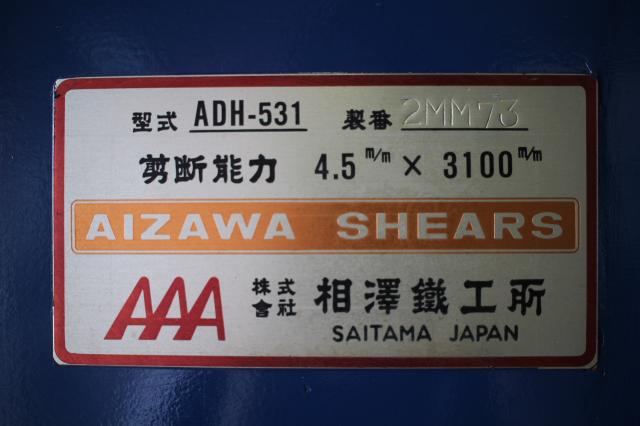 型式 ADH-531 製番 2MM73
剪断能力 4.5 m/m × 3100 m/m
AIZAWA SHEARS
AAA 株式会社 相澤鐵工所
SAITAMA JAPAN